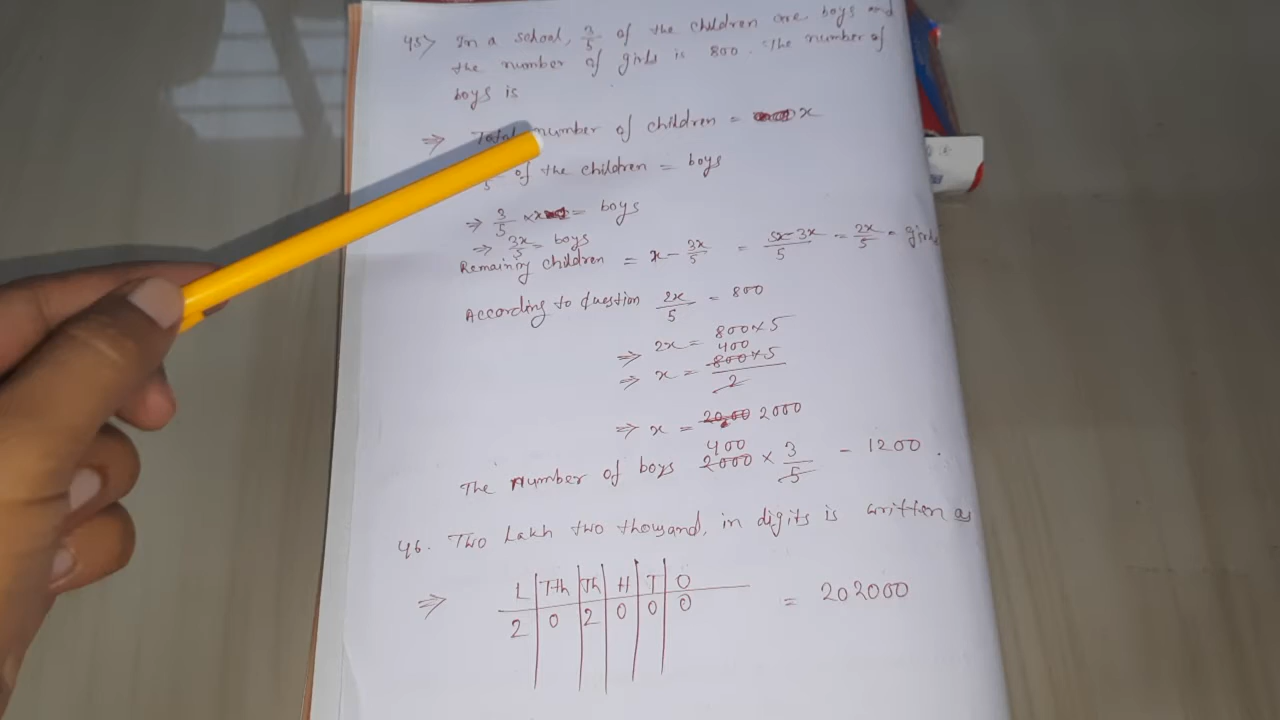 45> In a school, 3/5 of the children are boys and
the number of girls is 800. The number of
boys is
⇒ Total number of children = x
5 of the children = boys
⇒ 3/5 × x = boys
⇒ 3x/5 = boys
Remaining children = x - 3x/5 = 5x-3x/5 = 2x/5 = girls
According to question 2x/5 = 800
⇒ 2x = 800×5
400
⇒ x = 800×5/2
⇒ x = 2000 2000
400
The Number of boys 2000 × 3/5 - 1200.
46. Two Lakh two thousand, in digits is written as
⇒ L | T-th | Th | H | T | O
2 | 0 | 2 | 0 | 0 | 0 = 202000